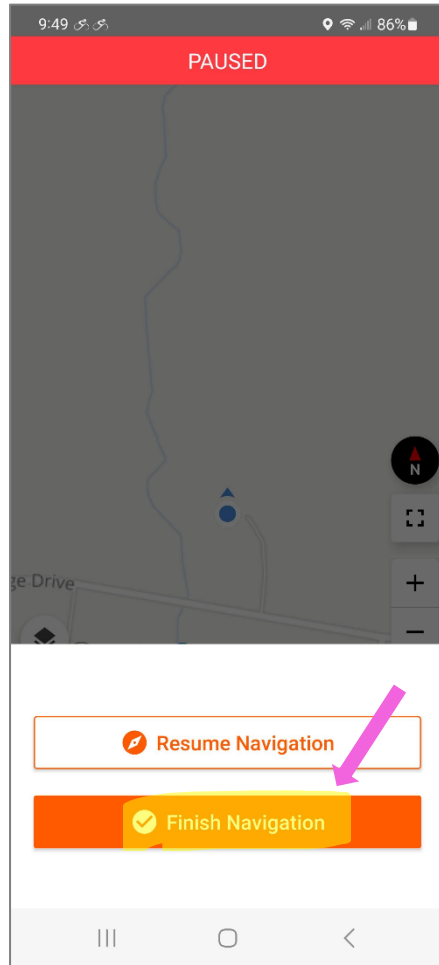 9:49 86%
PAUSED
N
ge Drive
+
−
Resume Navigation
Finish Navigation